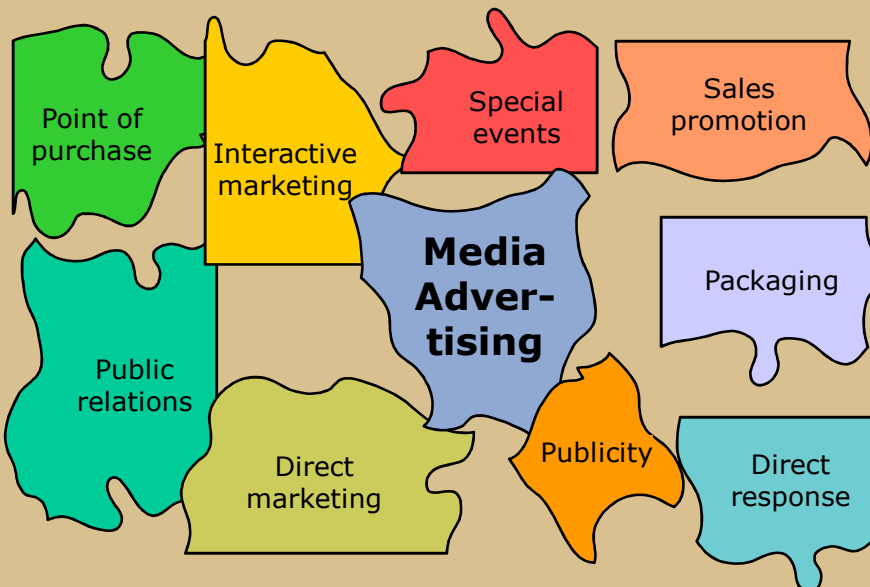 Point of
purchase
Interactive
marketing
Special
events
Sales
promotion
Media
Adver-
tising
Packaging
Public
relations
Direct
marketing
Publicity
Direct
response